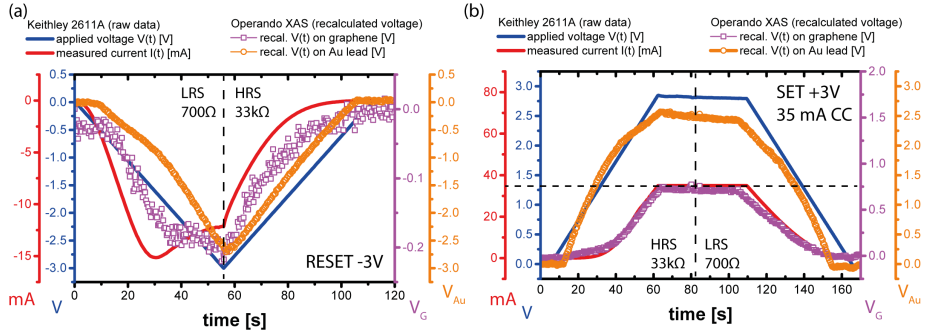 (a)
Keithley 2611A (raw data)
applied voltage V(t) [V]
measured current I(t) [mA]
Operando XAS (recalculated voltage)
recal. V(t) on graphene [V]
recal. V(t) on Au lead [V]
0
-5
-10
-15
mA
0.5
0.0
-0.5
-1.0
-1.5
-2.0
-2.5
-3.0
V
LRS
700Ω
HRS
33kΩ
RESET -3V
0 20 40 60 80 100 120
time [s]
0.0
-0.1
-0.2
V_G
0.5
0.0
-0.5
-1.0
-1.5
-2.0
-2.5
-3.0
V_Au
(b)
Keithley 2611A (raw data)
applied voltage V(t) [V]
measured current I(t) [mA]
Operando XAS (recalculated voltage)
recal. V(t) on graphene [V]
recal. V(t) on Au lead [V]
80
60
40
20
0
mA
3.0
2.5
2.0
1.5
1.0
0.5
0.0
V
SET +3V
35 mA CC
HRS
33kΩ
LRS
700Ω
0 20 40 60 80 100 120 140 160
time [s]
2.0
1.5
1.0
0.5
0.0
V_G
3.0
2.5
2.0
1.5
1.0
0.5
0.0
V_Au